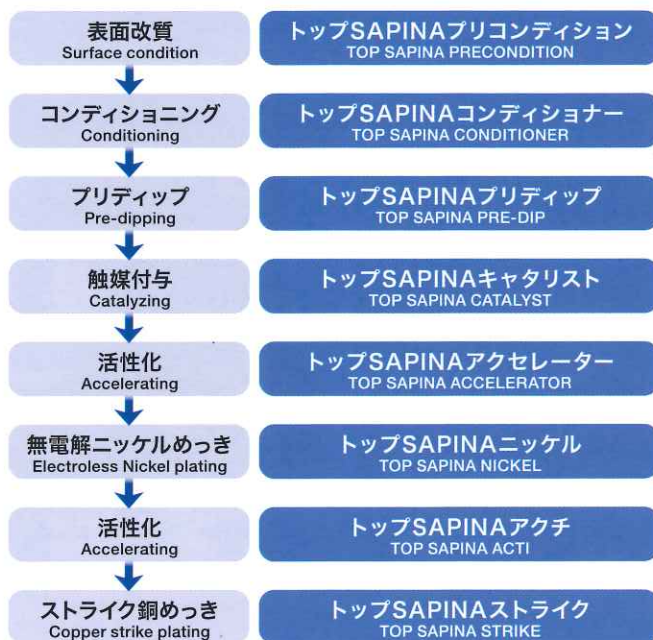 表面改質
Surface condition
トップSAPINAプリコンディション
TOP SAPINA PRECONDITION
コンディショニング
Conditioning
トップSAPINAコンディショナー
TOP SAPINA CONDITIONER
プリディップ
Pre-dipping
トップSAPINAプリディップ
TOP SAPINA PRE-DIP
触媒付与
Catalyzing
トップSAPINAキャタリスト
TOP SAPINA CATALYST
活性化
Accelerating
トップSAPINAアクセレーター
TOP SAPINA ACCELERATOR
無電解ニッケルめっき
Electroless Nickel plating
トップSAPINAニッケル
TOP SAPINA NICKEL
活性化
Accelerating
トップSAPINAアクチ
TOP SAPINA ACTI
ストライク銅めっき
Copper strike plating
トップSAPINAストライク
TOP SAPINA STRIKE